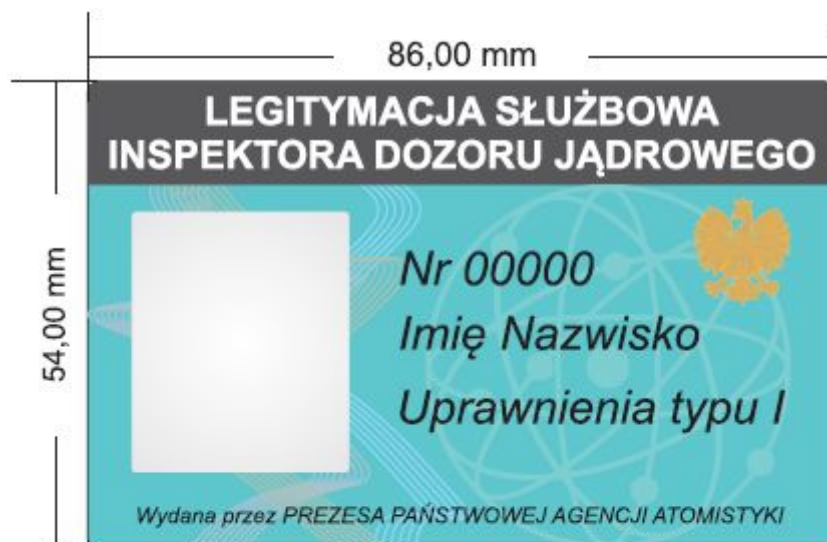 86,00 mm
54,00 mm
LEGITYMACJA SŁUŻBOWA
INSPEKTORA DOZORU JĄDROWEGO
Nr 00000
Imię Nazwisko
Uprawnienia typu I
Wydana przez PREZESA PAŃSTWOWEJ AGENCJI ATOMISTYKI